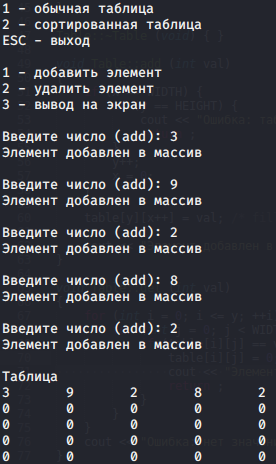 1 - обычная таблица
2 - сортированная таблица
ESC - выход
1 - добавить элемент
2 - удалить элемент
3 - вывод на экран
Введите число (add): 3
Элемент добавлен в массив
Введите число (add): 9
Элемент добавлен в массив
Введите число (add): 2
Элемент добавлен в массив
Введите число (add): 8
Элемент добавлен в массив
Введите число (add): 2
Элемент добавлен в массив
Таблица
3 9 2 8 2
0 0 0 0 0
0 0 0 0 0
0 0 0 0 0
0 0 0 0 0